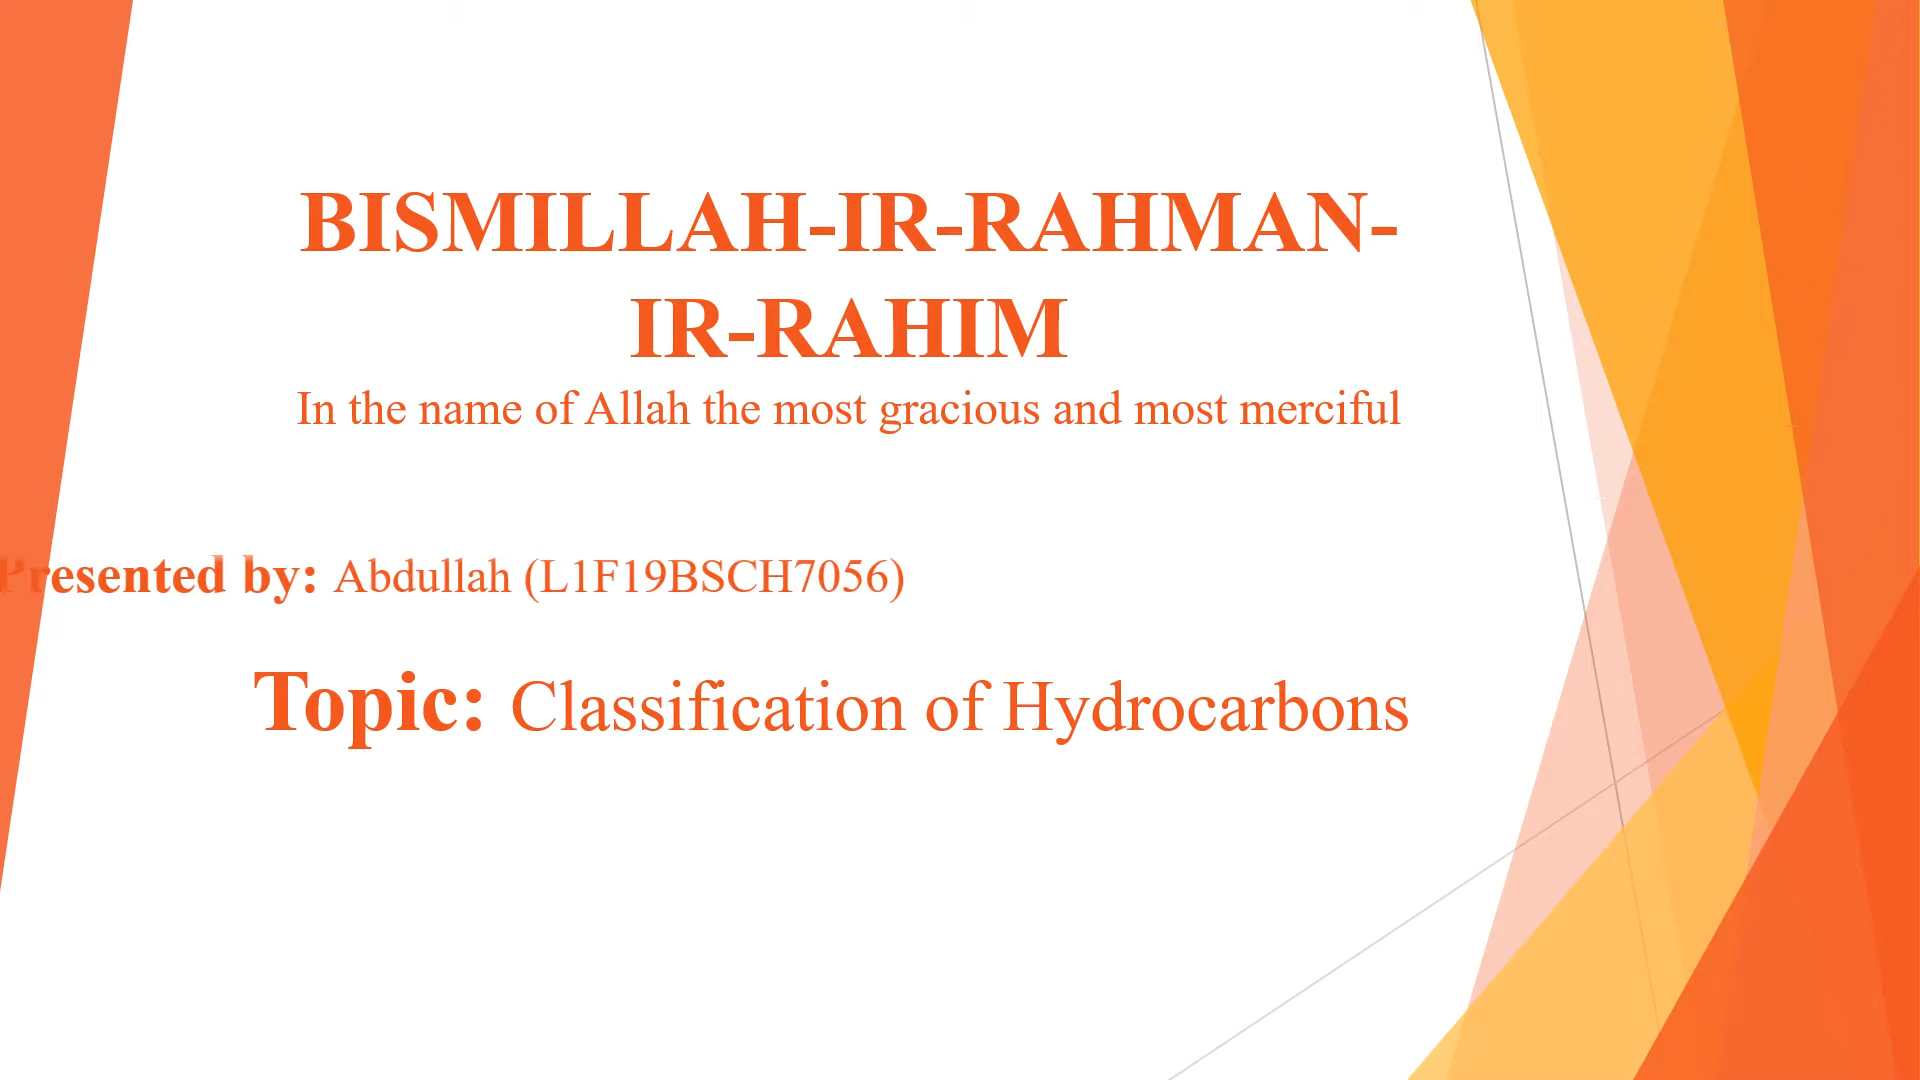 BISMILLAH-IR-RAHMAN-
IR-RAHIM
In the name of Allah the most gracious and most merciful
Presented by: Abdullah (L1F19BSCH7056)
Topic: Classification of Hydrocarbons